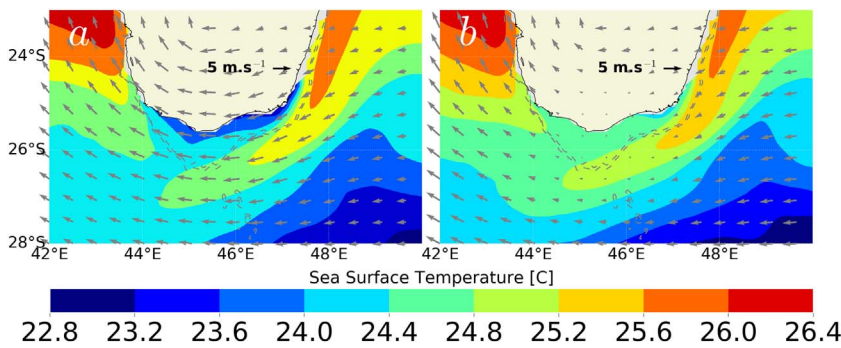 a
b
5 m.s⁻¹
5 m.s⁻¹
24°S
26°S
28°S
42°E 44°E 46°E 48°E 42°E 44°E 46°E 48°E
Sea Surface Temperature [C]
22.8 23.2 23.6 24.0 24.4 24.8 25.2 25.6 26.0 26.4